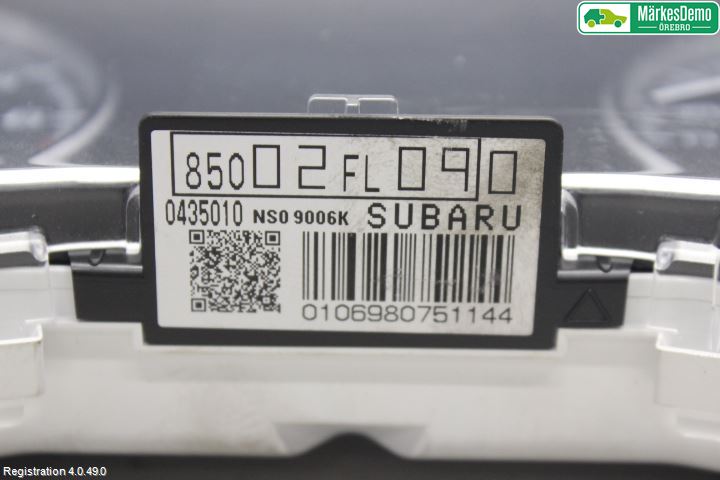 MärkesDemo
ÖREBRO
85002FL090
0435010 NS0 9006K SUBARU
0106980751144
Registration 4.0.49.0